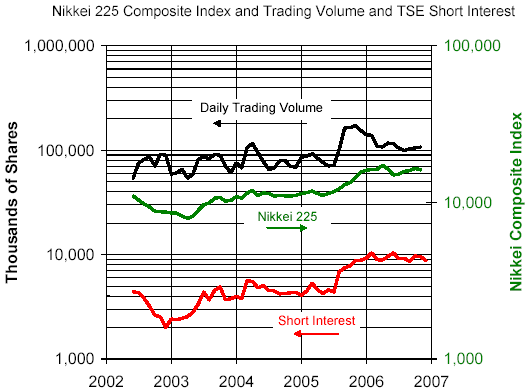 Nikkei 225 Composite Index and Trading Volume and TSE Short Interest
1,000,000
100,000
Daily Trading Volume
100,000
10,000
Nikkei 225
10,000
Short Interest
1,000
1,000
2002 2003 2004 2005 2006 2007
Thousands of Shares
Nikkei Composite Index